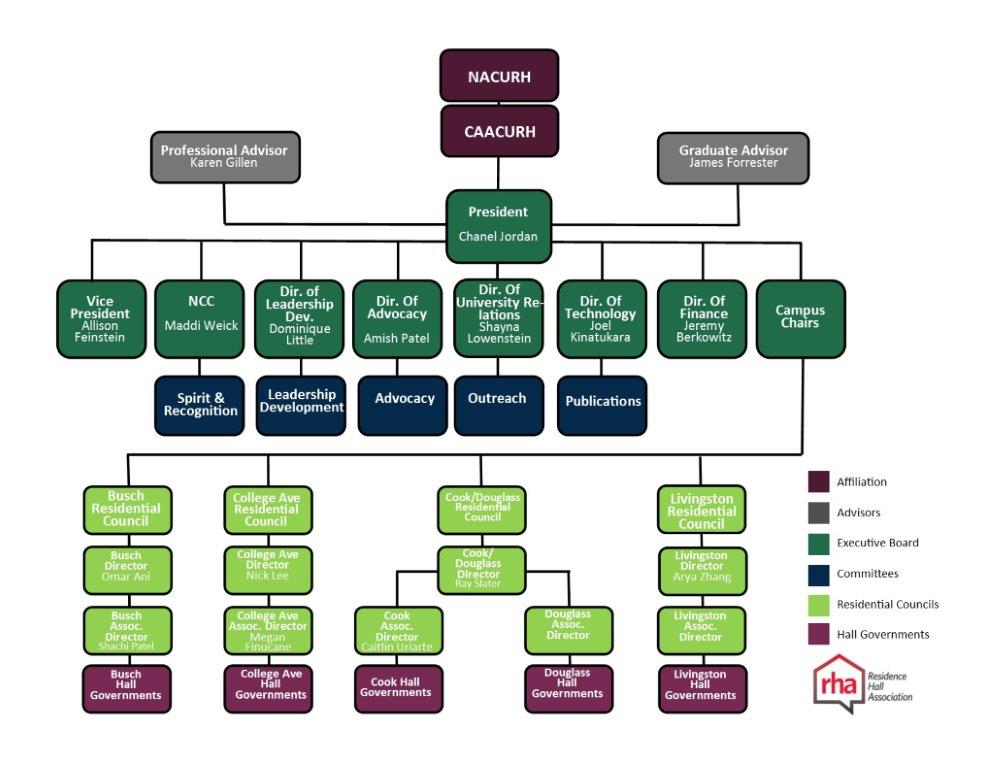 NACURH
CAACURH
Professional Advisor
Karen Gillen
Graduate Advisor
James Forrester
President
Chanel Jordan
Vice
President
Allison
Feinstein
NCC
Maddi Weick
Dir. of
Leadership
Dev.
Dominique
Little
Dir. Of
Advocacy
Amish Patel
Dir. Of
University Re-
lations
Shayna
Lowenstein
Dir. Of
Technology
Joel
Kinatukara
Dir. Of
Finance
Jeremy
Berkowitz
Campus
Chairs
Spirit &
Recognition
Leadership
Development
Advocacy
Outreach
Publications
Busch
Residential
Council
College Ave
Residential
Council
Cook/Douglass
Residential
Council
Livingston
Residential
Council
Busch
Director
Omar Ani
College Ave
Director
Nick Lee
Cook/
Douglass
Director
Ray Slater
Livingston
Director
Arya Zhang
Busch
Assoc.
Director
Shachi Patel
College Ave
Assoc. Director
Megan
Finucane
Cook
Assoc.
Director
Caitlin Uriarte
Douglass
Assoc.
Director
Livingston
Assoc.
Director
Busch
Hall
Governments
College Ave
Hall
Governments
Cook Hall
Governments
Douglass
Hall
Governments
Livingston
Hall
Governments
Affiliation
Advisors
Executive Board
Committees
Residential Councils
Hall Governments
rha
Residence
Hall
Association